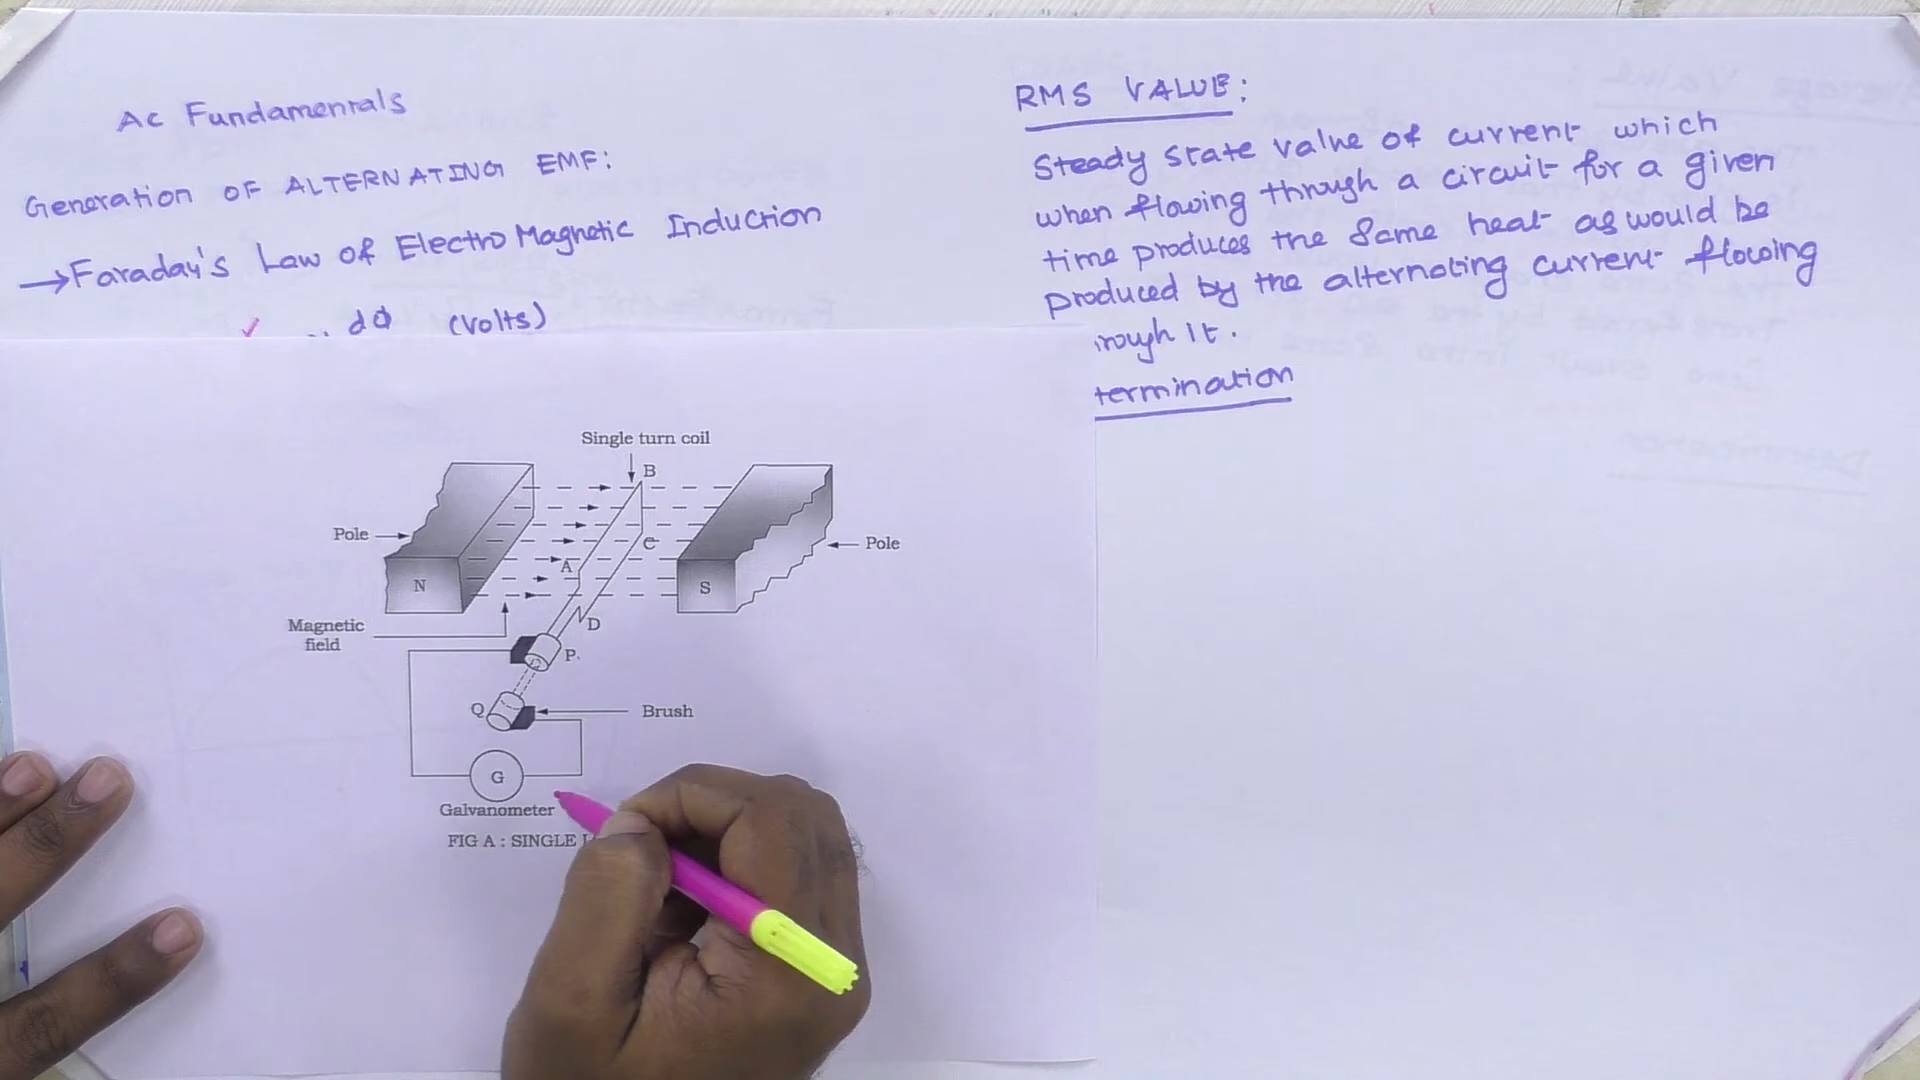 Ac Fundamentals
Generation OF ALTERNATING EMF:
→Faraday's Law of Electro Magnetic Induction
dΦ (volts)
RMS VALUE:
Steady state value of current which
when flowing through a circuit for a given
time produces the same heat as would be
produced by the alternating current flowing
rough it.
termination
Single turn coil
B
Pole
C
Pole
A
N
S
Magnetic
field
D
P.
Q
Brush
G
Galvanometer
FIG A : SINGLE